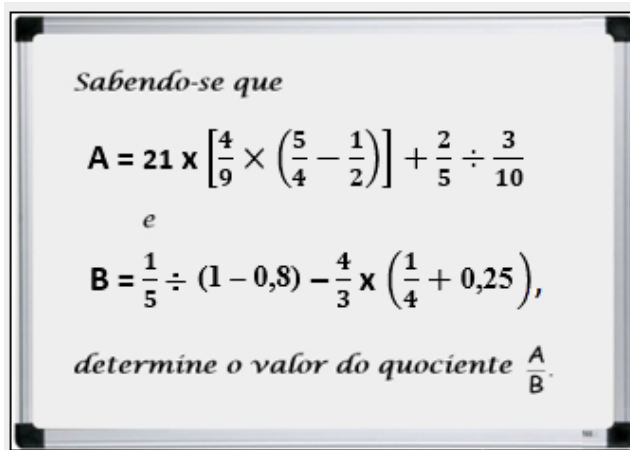 Sabendo-se que
A = 21 x [4/9 × (5/4 − 1/2)] + 2/5 ÷ 3/10
e
B = 1/5 ÷ (1 − 0,8) − 4/3 x (1/4 + 0,25),
determine o valor do quociente A/B.